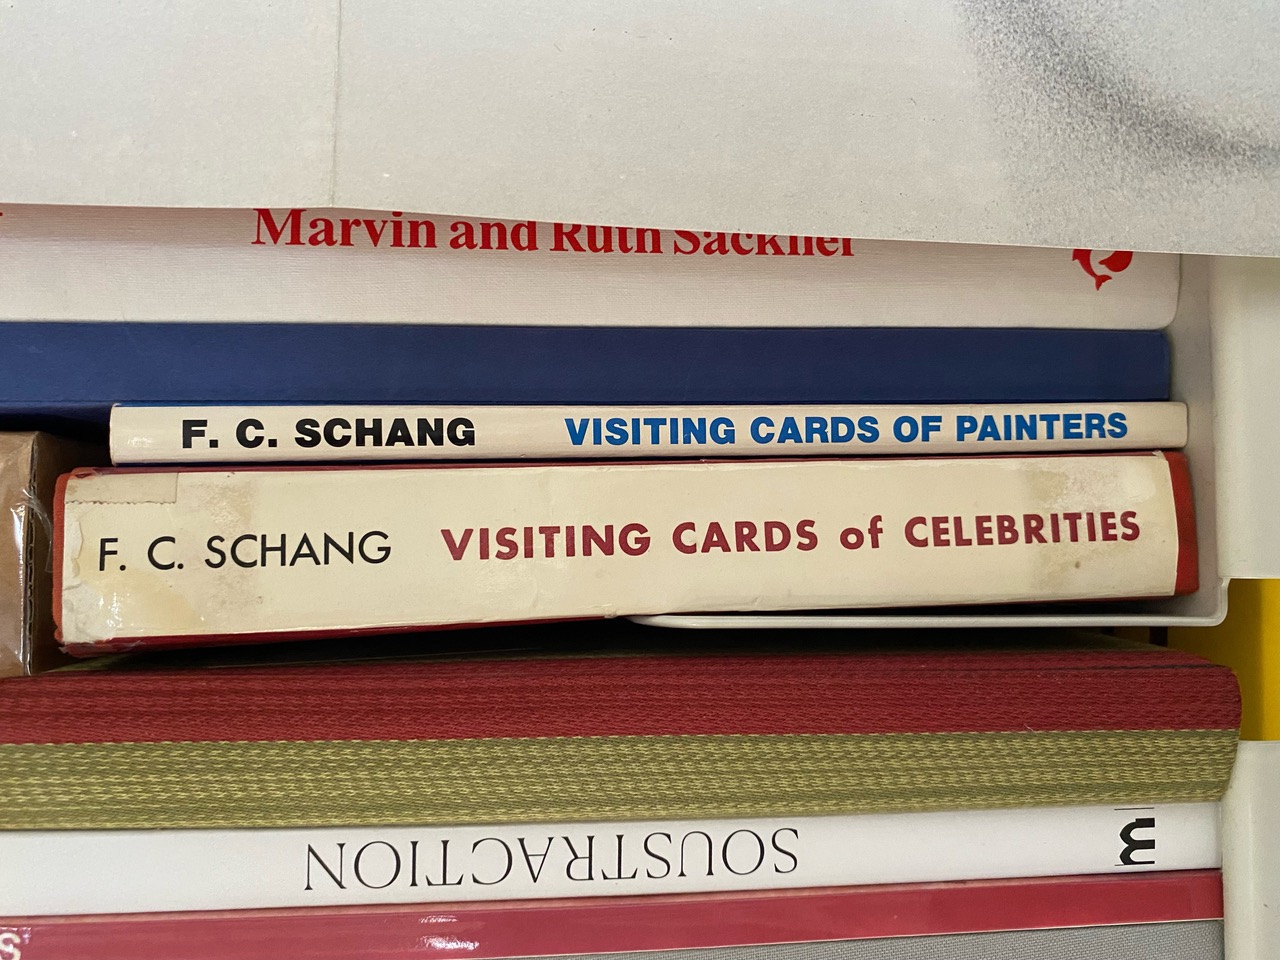 Marvin and Ruth Sackner
F. C. SCHANG VISITING CARDS OF PAINTERS
F. C. SCHANG VISITING CARDS of CELEBRITIES
SOUSTRACTION